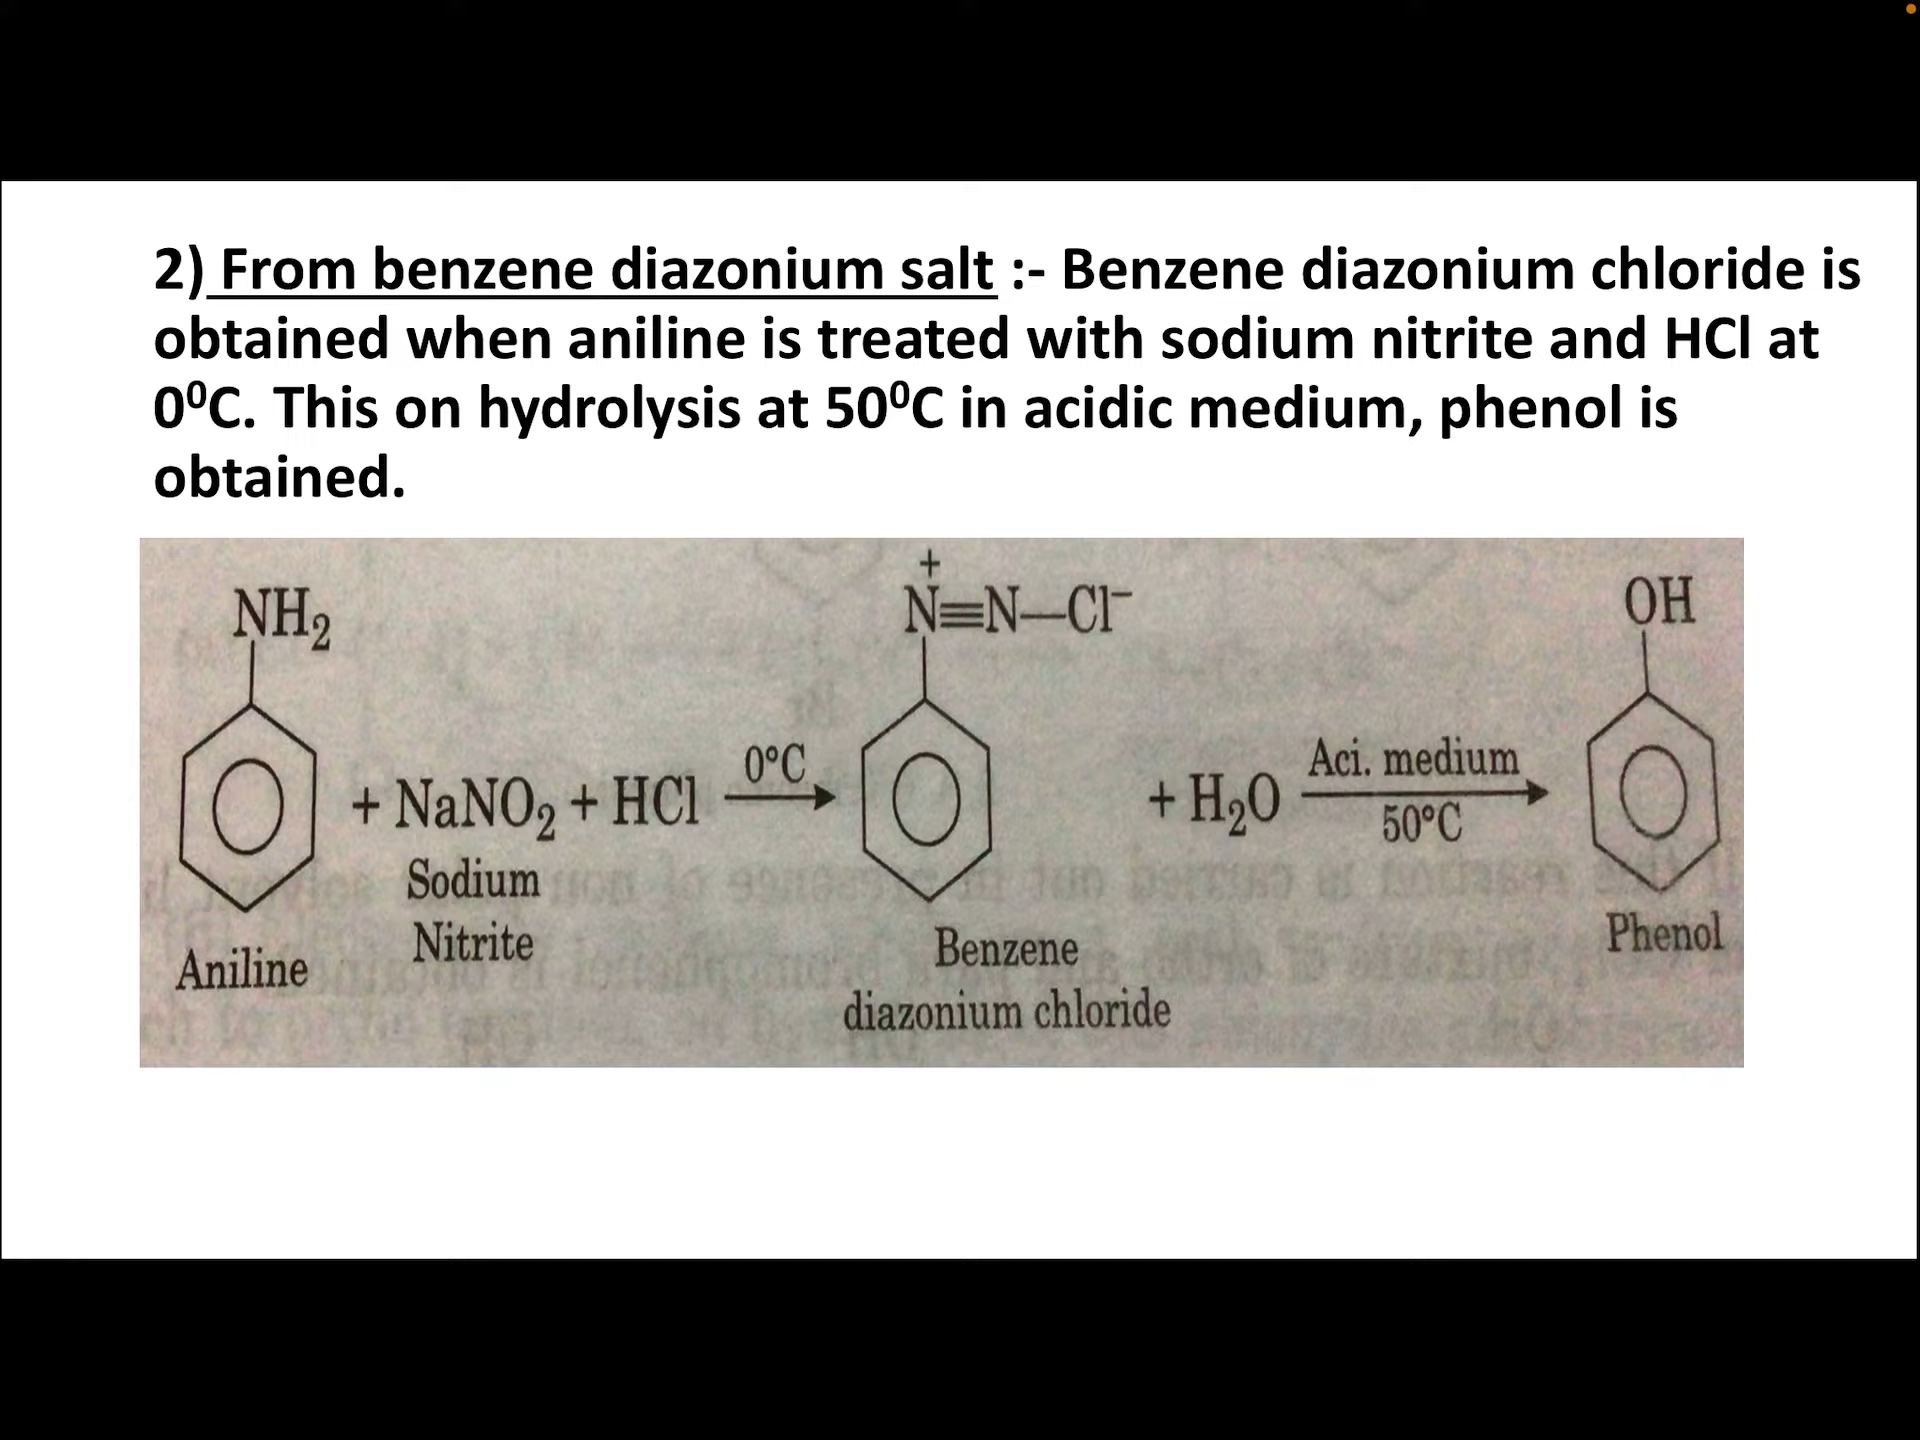 2) From benzene diazonium salt :- Benzene diazonium chloride is
obtained when aniline is treated with sodium nitrite and HCl at
0⁰C. This on hydrolysis at 50⁰C in acidic medium, phenol is
obtained.
NH₂
+
N≡N—Cl⁻
OH
+ NaNO₂ + HCl
0°C
+ H₂O
Aci. medium
50°C
Sodium
Nitrite
Aniline
Benzene
diazonium chloride
Phenol